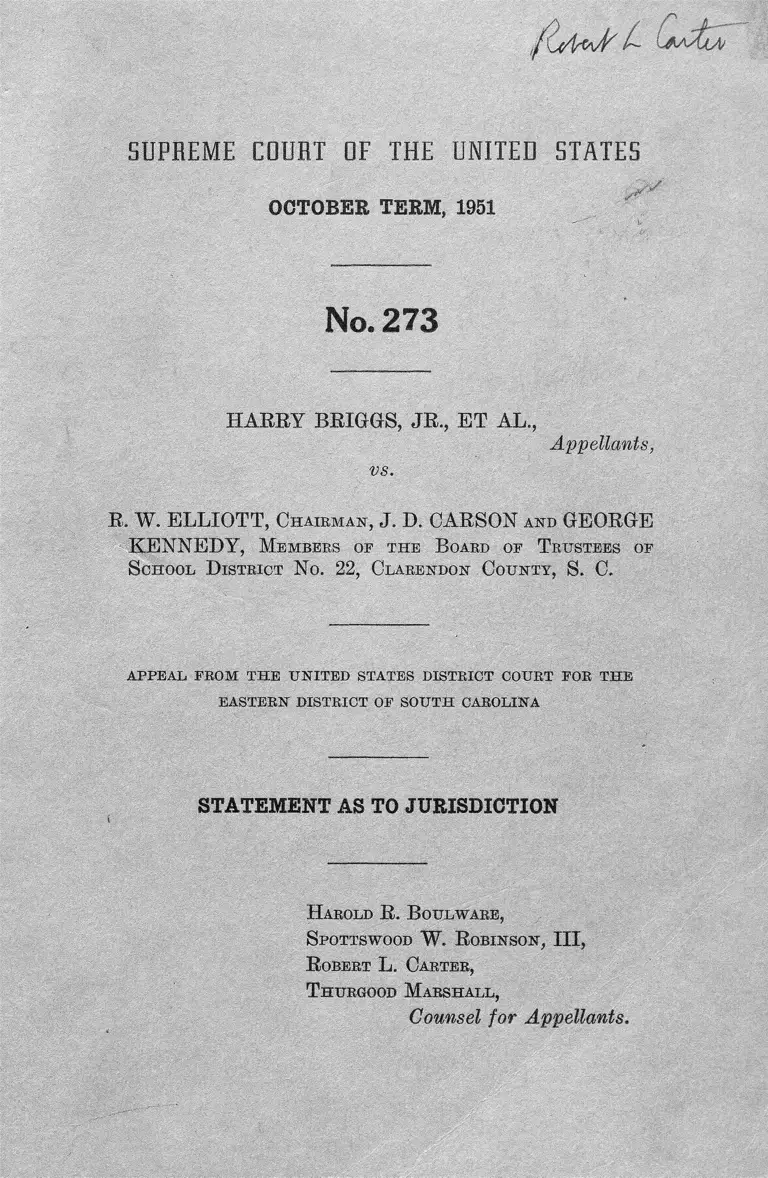 Robert L Carter
SUPREME COURT OF THE UNITED STATES
OCTOBER TERM, 1951
No. 273
HARRY BRIGGS, JR., ET AL.,
Appellants,
vs.
R. W. ELLIOTT, CHAIRMAN, J. D. CARSON AND GEORGE
KENNEDY, MEMBERS OF THE BOARD OF TRUSTEES OF
SCHOOL DISTRICT NO. 22, CLARENDON COUNTY, S. C.
APPEAL FROM THE UNITED STATES DISTRICT COURT FOR THE
EASTERN DISTRICT OF SOUTH CAROLINA
STATEMENT AS TO JURISDICTION
HAROLD R. BOULWARE,
SPOTTSWOOD W. ROBINSON, III,
ROBERT L. CARTER,
THURGOOD MARSHALL,
Counsel for Appellants.